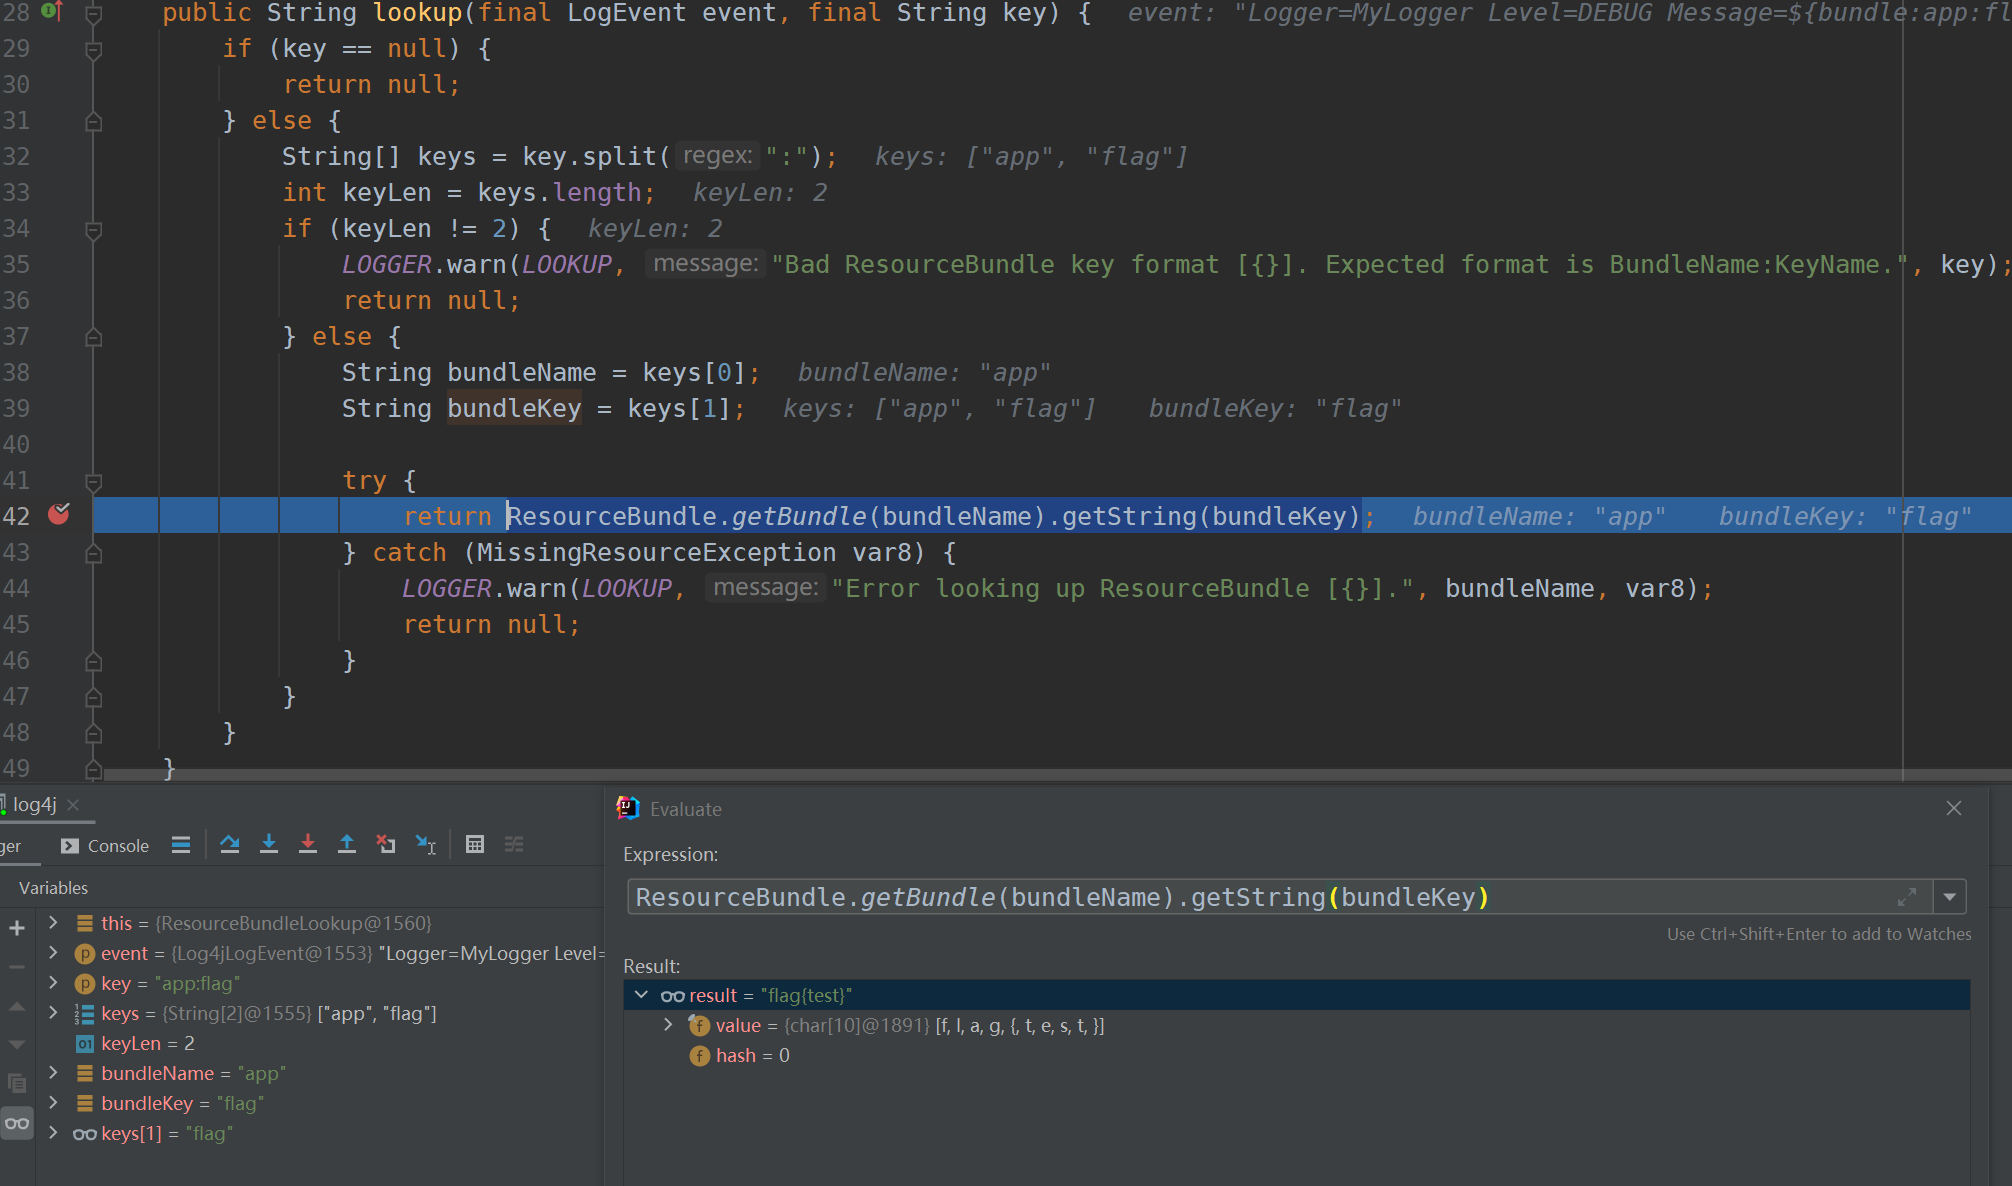 28 public String lookup(final LogEvent event, final String key) { event: "Logger=MyLogger Level=DEBUG Message=${bundle:app:fl
29 if (key == null) {
30 return null;
31 } else {
32 String[] keys = key.split( regex: ":"); keys: ["app", "flag"]
33 int keyLen = keys.length; keyLen: 2
34 if (keyLen != 2) { keyLen: 2
35 LOGGER.warn(LOOKUP, message: "Bad ResourceBundle key format [{}]. Expected format is BundleName:KeyName.", key);
36 return null;
37 } else {
38 String bundleName = keys[0]; bundleName: "app"
39 String bundleKey = keys[1]; keys: ["app", "flag"] bundleKey: "flag"
40
41 try {
42 return ResourceBundle.getBundle(bundleName).getString(bundleKey); bundleName: "app" bundleKey: "flag"
43 } catch (MissingResourceException var8) {
44 LOGGER.warn(LOOKUP, message: "Error looking up ResourceBundle [{}].", bundleName, var8);
45 return null;
46 }
47 }
48 }
49 }
log4j
ger Console
Variables
this = {ResourceBundleLookup@1560}
event = {Log4jLogEvent@1553} "Logger=MyLogger Level=
key = "app:flag"
keys = {String[2]@1555} ["app", "flag"]
keyLen = 2
bundleName = "app"
bundleKey = "flag"
keys[1] = "flag"
Evaluate
Expression:
ResourceBundle.getBundle(bundleName).getString(bundleKey)
Use Ctrl+Shift+Enter to add to Watches
Result:
result = "flag{test}"
value = {char[10]@1891} [f, l, a, g, {, t, e, s, t, }]
hash = 0